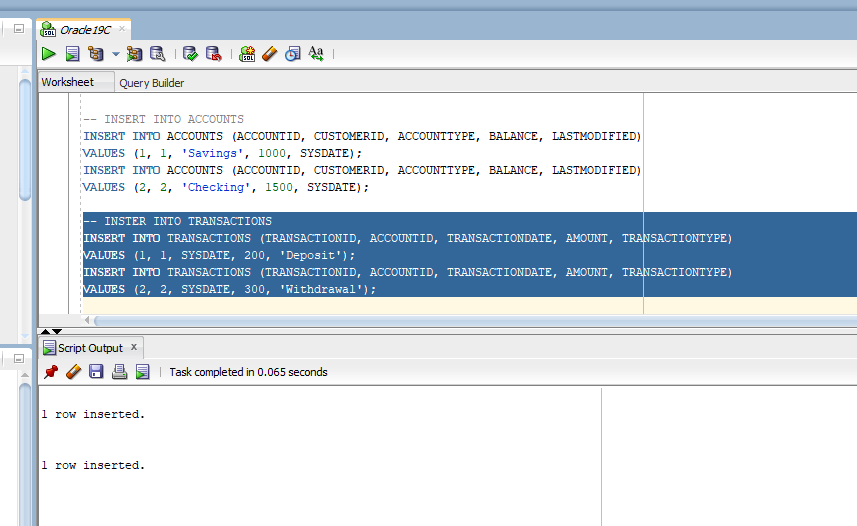 Oracle19C
SQL
SQL
Aa
Worksheet
Query Builder
-- INSERT INTO ACCOUNTS
INSERT INTO ACCOUNTS (ACCOUNTID, CUSTOMERID, ACCOUNTTYPE, BALANCE, LASTMODIFIED)
VALUES (1, 1, 'Savings', 1000, SYSDATE);
INSERT INTO ACCOUNTS (ACCOUNTID, CUSTOMERID, ACCOUNTTYPE, BALANCE, LASTMODIFIED)
VALUES (2, 2, 'Checking', 1500, SYSDATE);
-- INSTER INTO TRANSACTIONS
INSERT INTO TRANSACTIONS (TRANSACTIONID, ACCOUNTID, TRANSACTIONDATE, AMOUNT, TRANSACTIONTYPE)
VALUES (1, 1, SYSDATE, 200, 'Deposit');
INSERT INTO TRANSACTIONS (TRANSACTIONID, ACCOUNTID, TRANSACTIONDATE, AMOUNT, TRANSACTIONTYPE)
VALUES (2, 2, SYSDATE, 300, 'Withdrawal');
Script Output x
Task completed in 0.065 seconds
1 row inserted.
1 row inserted.